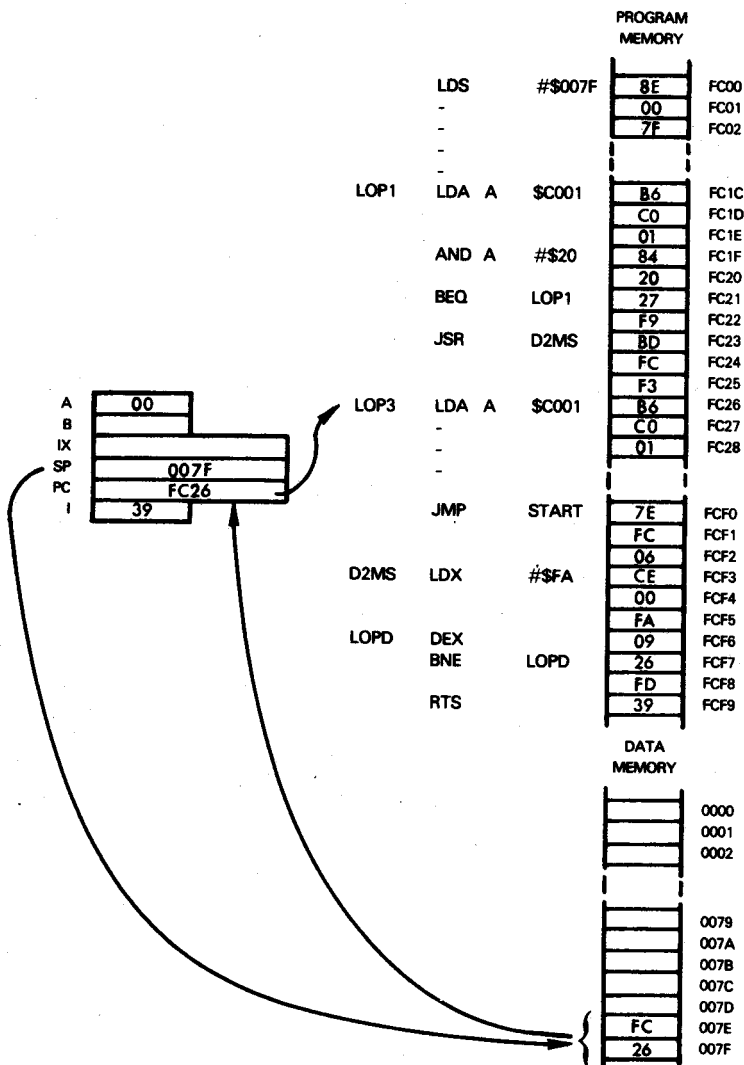 PROGRAM
MEMORY
LDS #$007F 8E FC00
- 00 FC01
- 7F FC02
-
-
LOP1 LDA A $C001 B6 FC1C
C0 FC1D
01 FC1E
AND A #$20 84 FC1F
20 FC20
BEQ LOP1 27 FC21
F9 FC22
JSR D2MS BD FC23
FC FC24
F3 FC25
A 00 LOP3 LDA A $C001 B6 FC26
B - C0 FC27
IX - 01 FC28
SP 007F -
PC FC26
I 39 JMP START 7E FCF0
FC FCF1
06 FCF2
D2MS LDX #$FA CE FCF3
00 FCF4
FA FCF5
LOPD DEX 09 FCF6
BNE LOPD 26 FCF7
FD FCF8
RTS 39 FCF9
DATA
MEMORY
0000
0001
0002
0079
007A
007B
007C
007D
FC 007E
26 007F